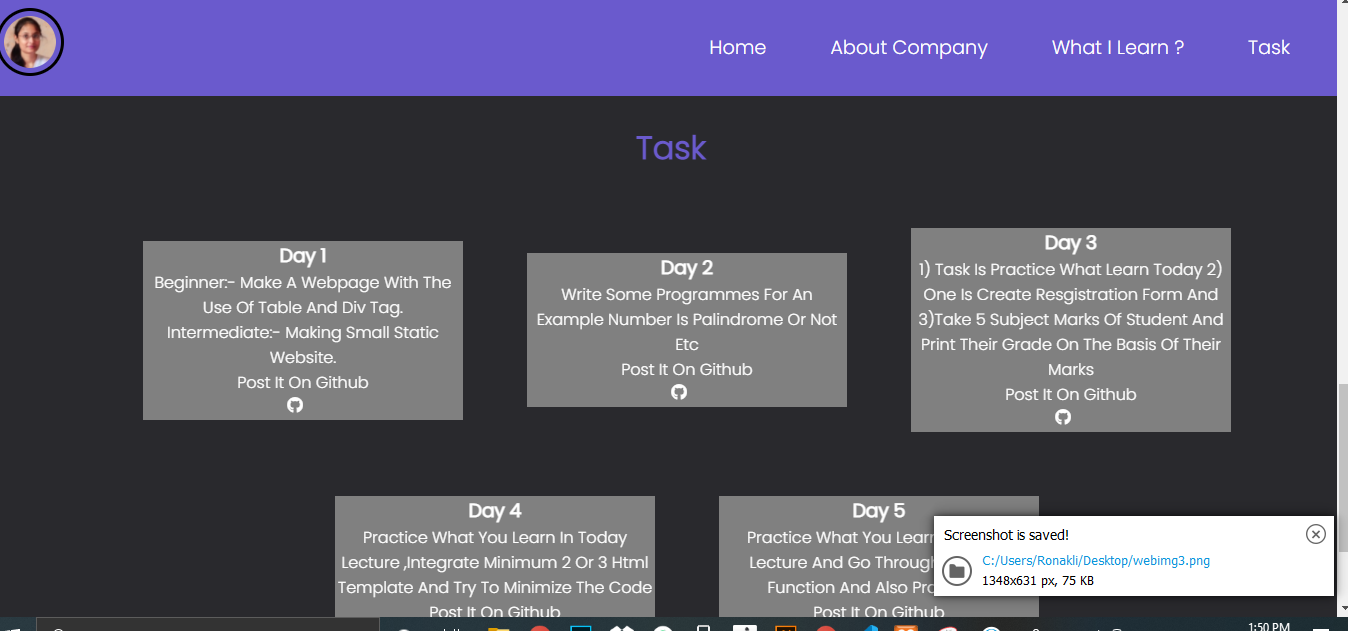 Home About Company What I Learn ? Task
Task
Day 1
Beginner:- Make A Webpage With The
Use Of Table And Div Tag.
Intermediate:- Making Small Static
Website.
Post It On Github
Day 2
Write Some Programmes For An
Example Number Is Palindrome Or Not
Etc
Post It On Github
Day 3
1) Task Is Practice What Learn Today 2)
One Is Create Resgistration Form And
3)Take 5 Subject Marks Of Student And
Print Their Grade On The Basis Of Their
Marks
Post It On Github
Day 4
Practice What You Learn In Today
Lecture ,Integrate Minimum 2 Or 3 Html
Template And Try To Minimize The Code
Post It On Github
Day 5
Practice What You Learn
Lecture And Go Through
Function And Also
Post It On Github
Screenshot is saved!
C:/Users/Ronakli/Desktop/webimg3.png
1348x631 px, 75 KB
1:50 PM